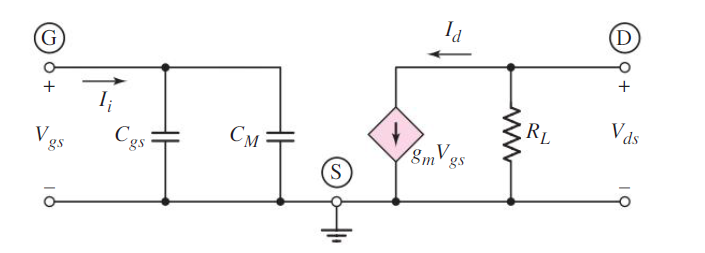 G
I_d
D
+
I_i
+
V_gs
C_gs
C_M
g_mV_gs
R_L
V_ds
S
−
−